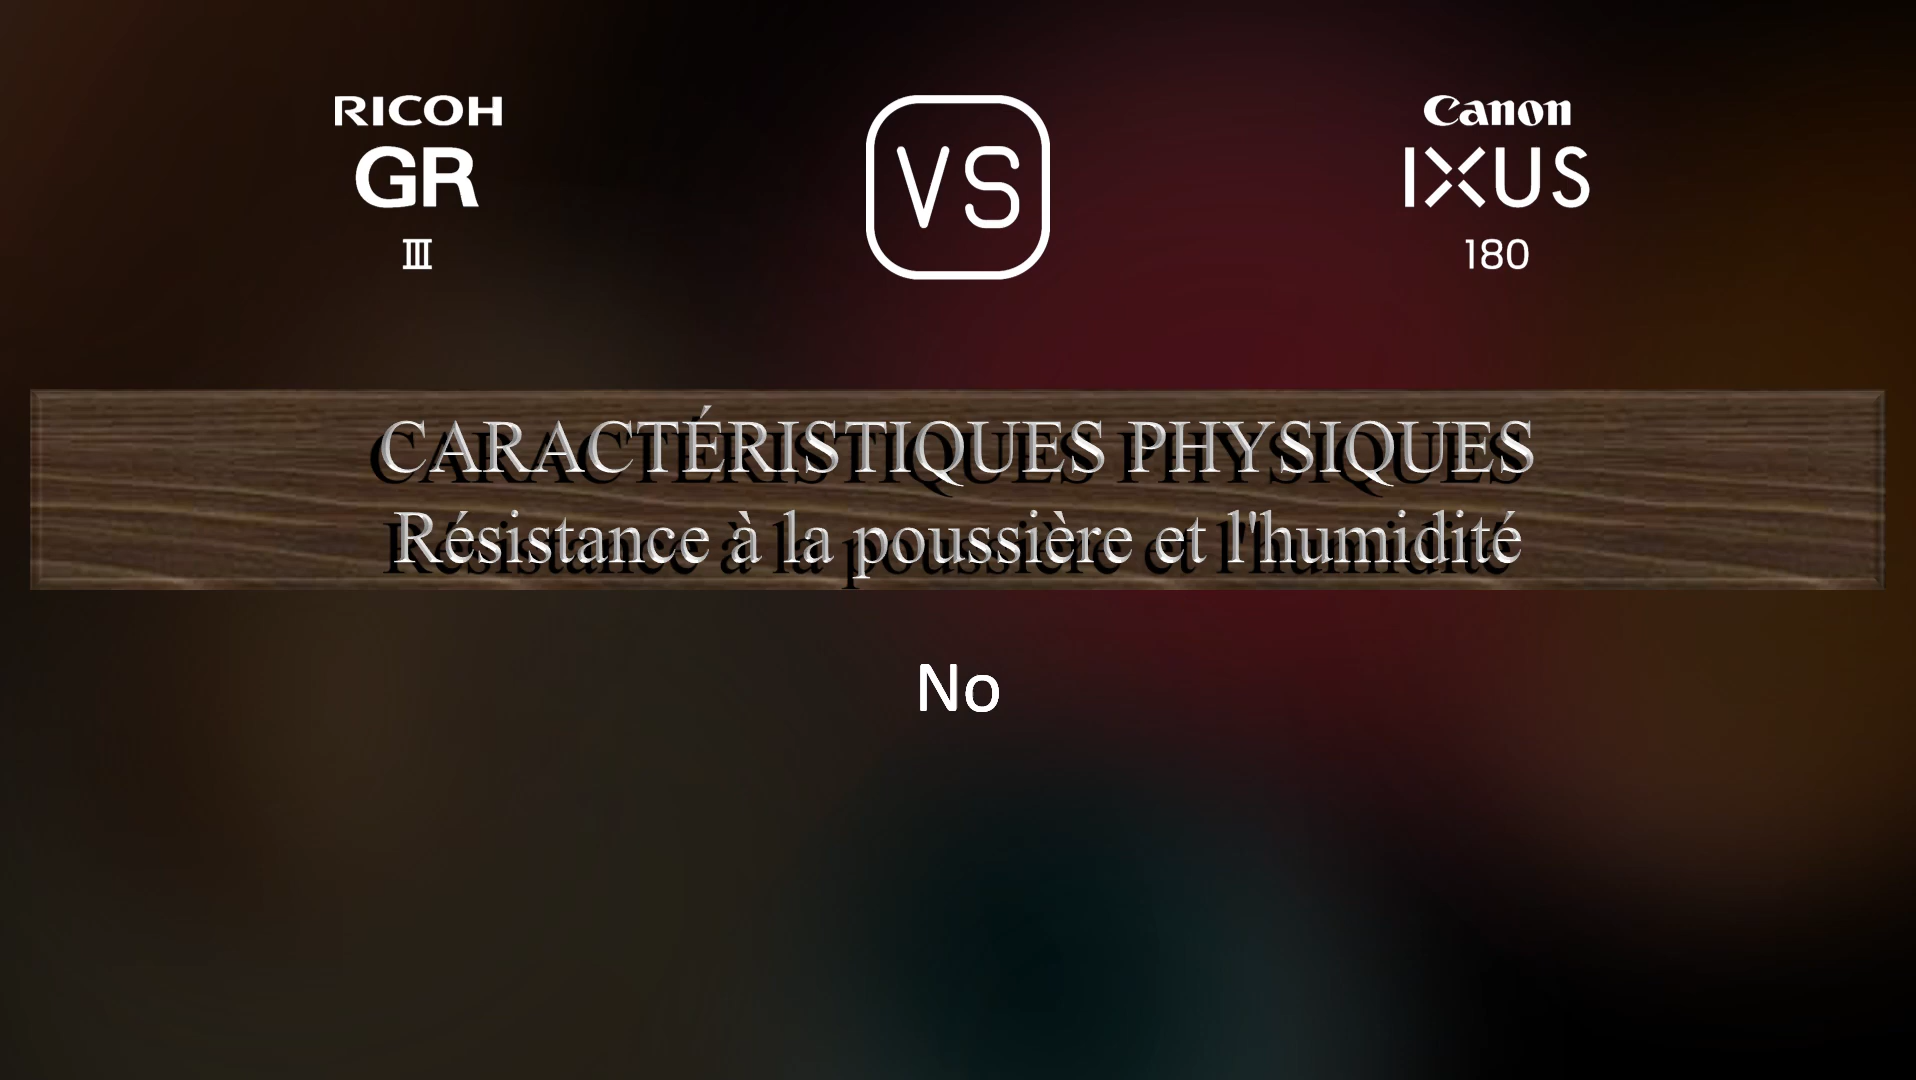 RICOH
GR
III
VS
Canon
IXUS
180
CARACTÉRISTIQUES PHYSIQUES
Résistance à la poussière et l'humidité
No